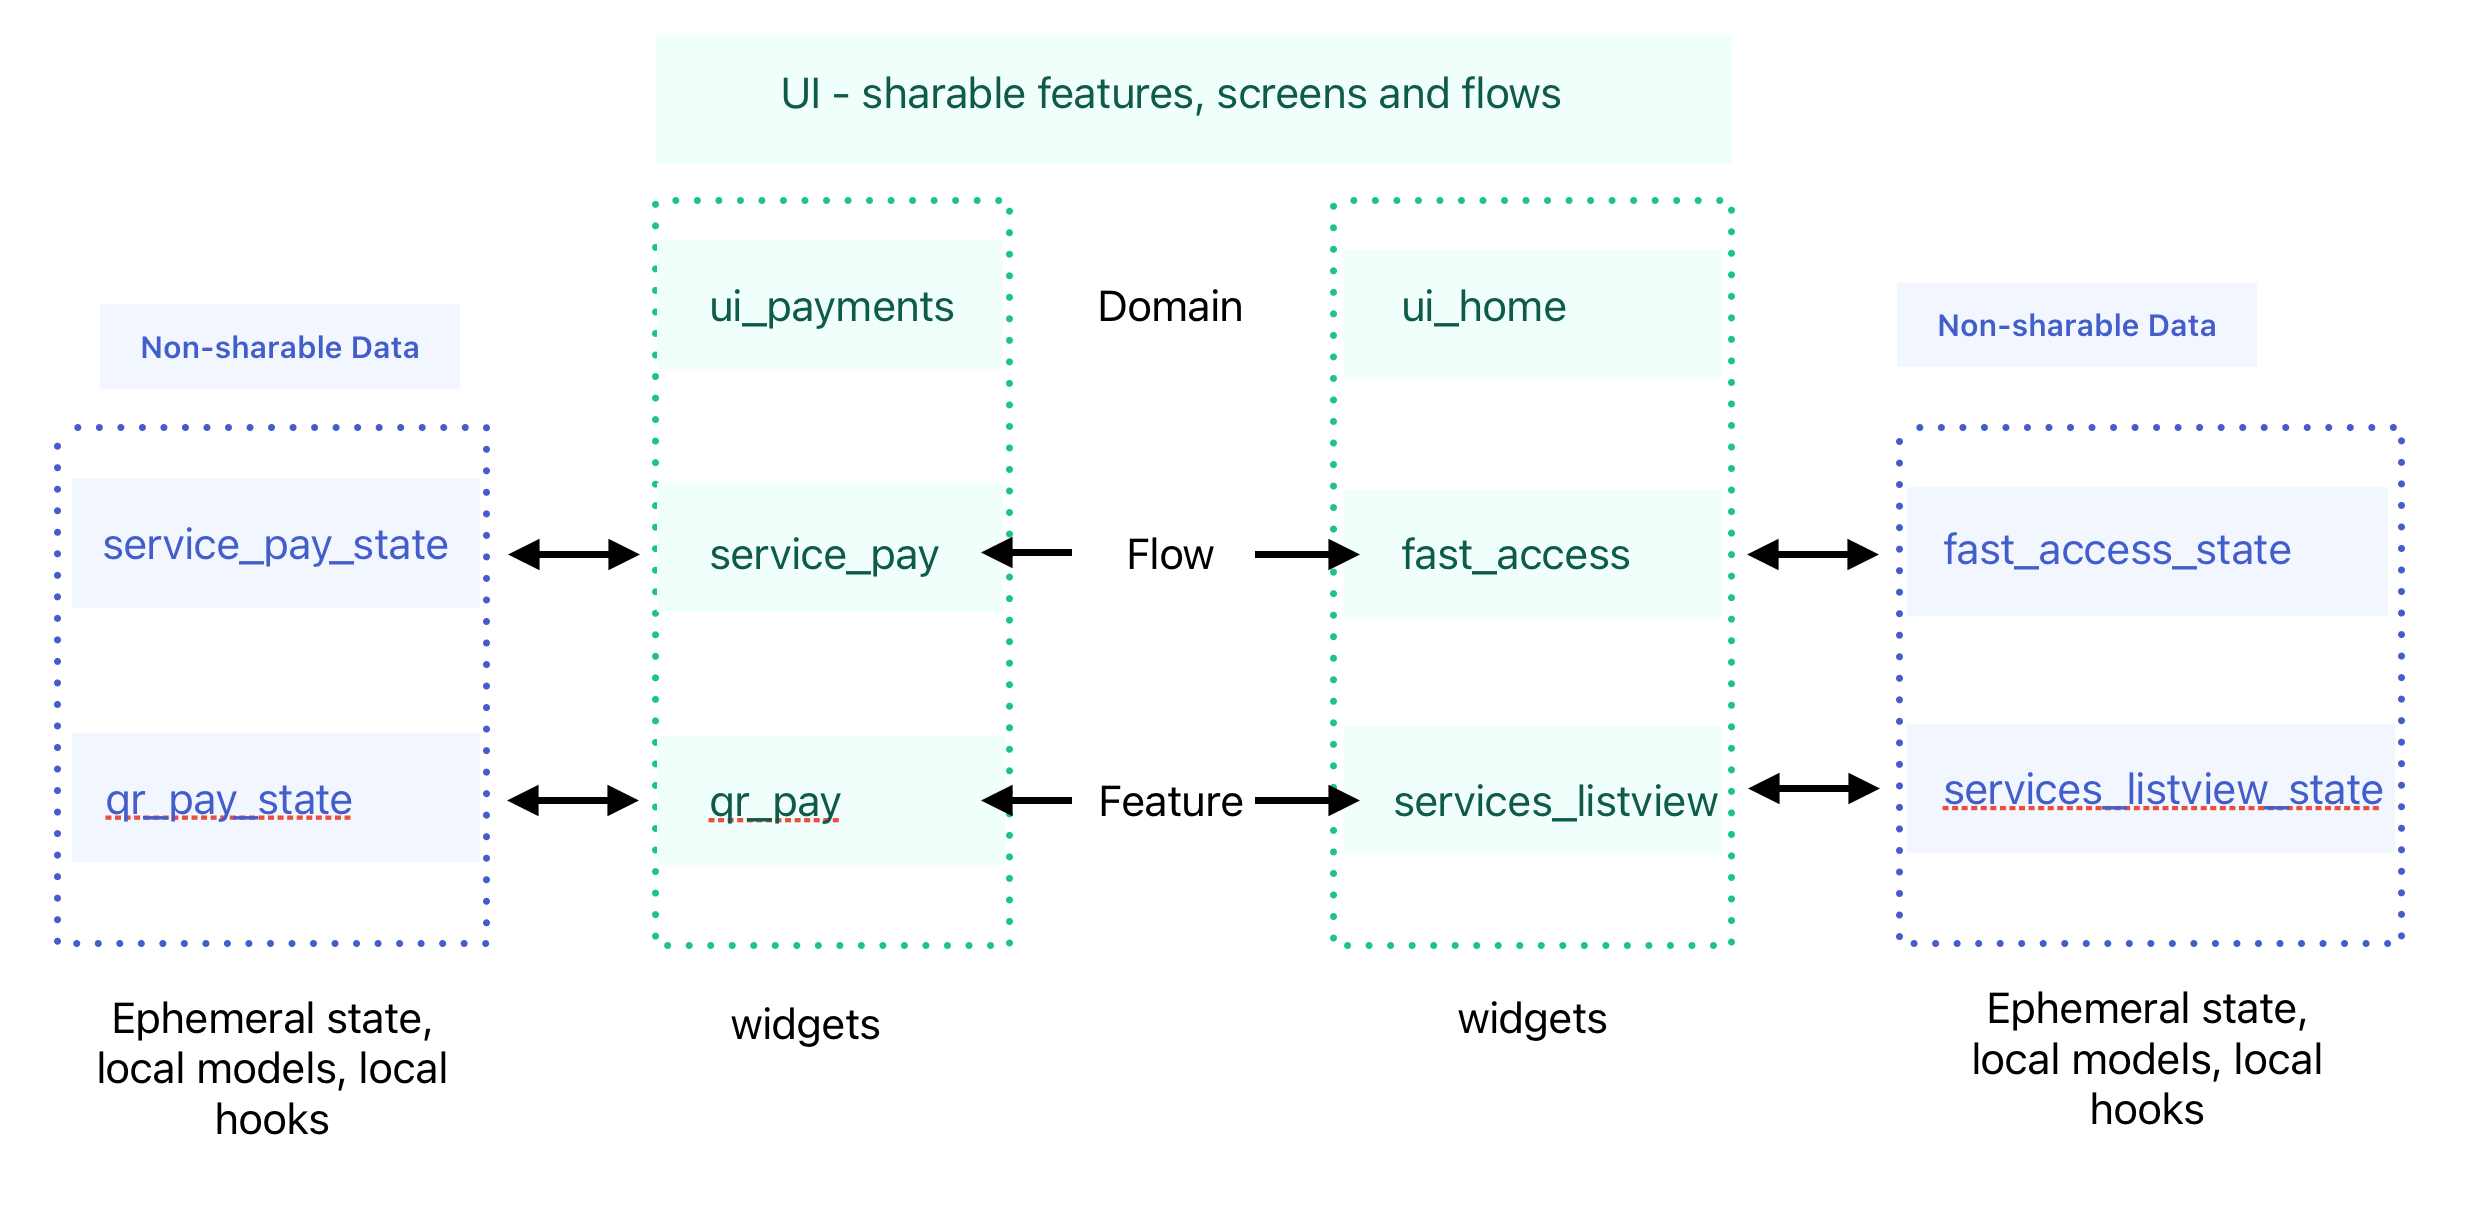 UI - sharable features, screens and flows
ui_payments
Domain
ui_home
Non-sharable Data
Non-sharable Data
service_pay_state
service_pay
Flow
fast_access
fast_access_state
qr_pay_state
qr_pay
Feature
services_listview
services_listview_state
Ephemeral state,
local models, local
hooks
widgets
widgets
Ephemeral state,
local models, local
hooks